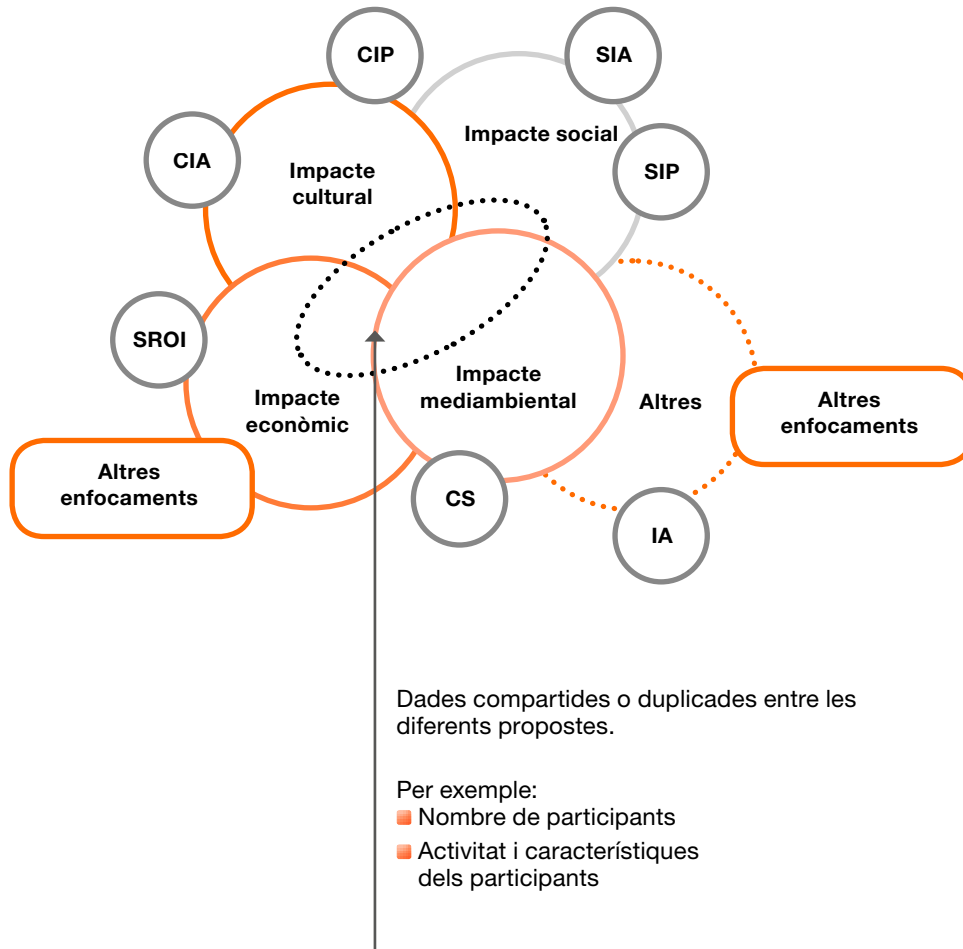 CIP
SIA
Impacte social
CIA
Impacte
cultural
SIP
SROI
Impacte
econòmic
Impacte
mediambiental
Altres
Altres
enfocaments
Altres
enfocaments
CS
IA
Dades compartides o duplicades entre les
diferents propostes.
Per exemple:
Nombre de participants
Activitat i característiques
dels participants